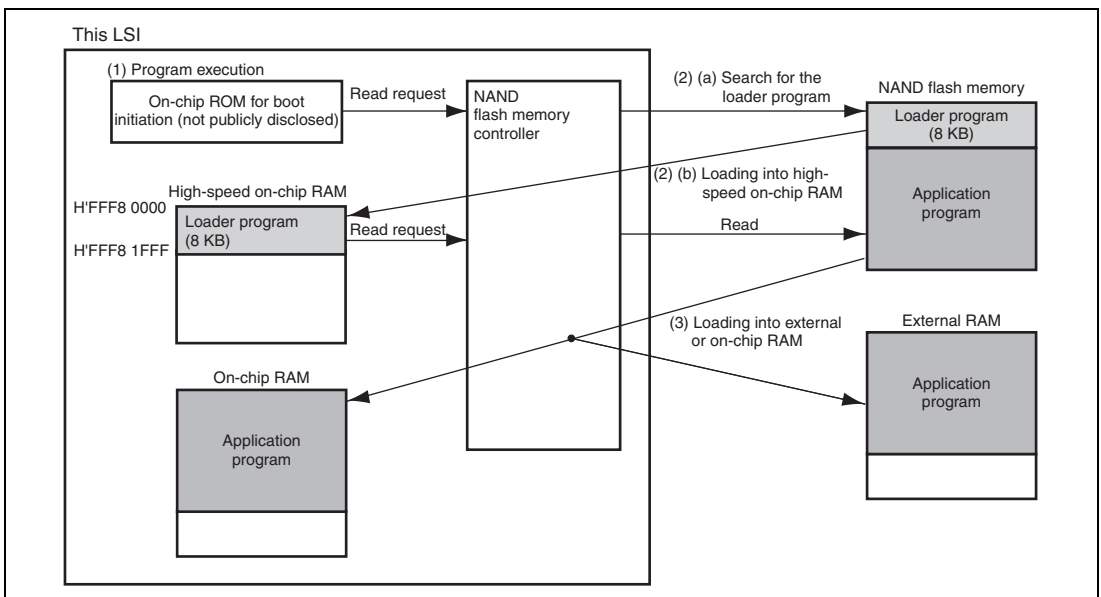 This LSI
(1) Program execution
On-chip ROM for boot
initiation (not publicly disclosed)
Read request
NAND
flash memory
controller
(2) (a) Search for the
loader program
NAND flash memory
Loader program
(8 KB)
Application
program
(2) (b) Loading into high-
speed on-chip RAM
High-speed on-chip RAM
H'FFF8 0000
Loader program
(8 KB)
H'FFF8 1FFF
Read request
Read
(3) Loading into external
or on-chip RAM
External RAM
Application
program
On-chip RAM
Application
program